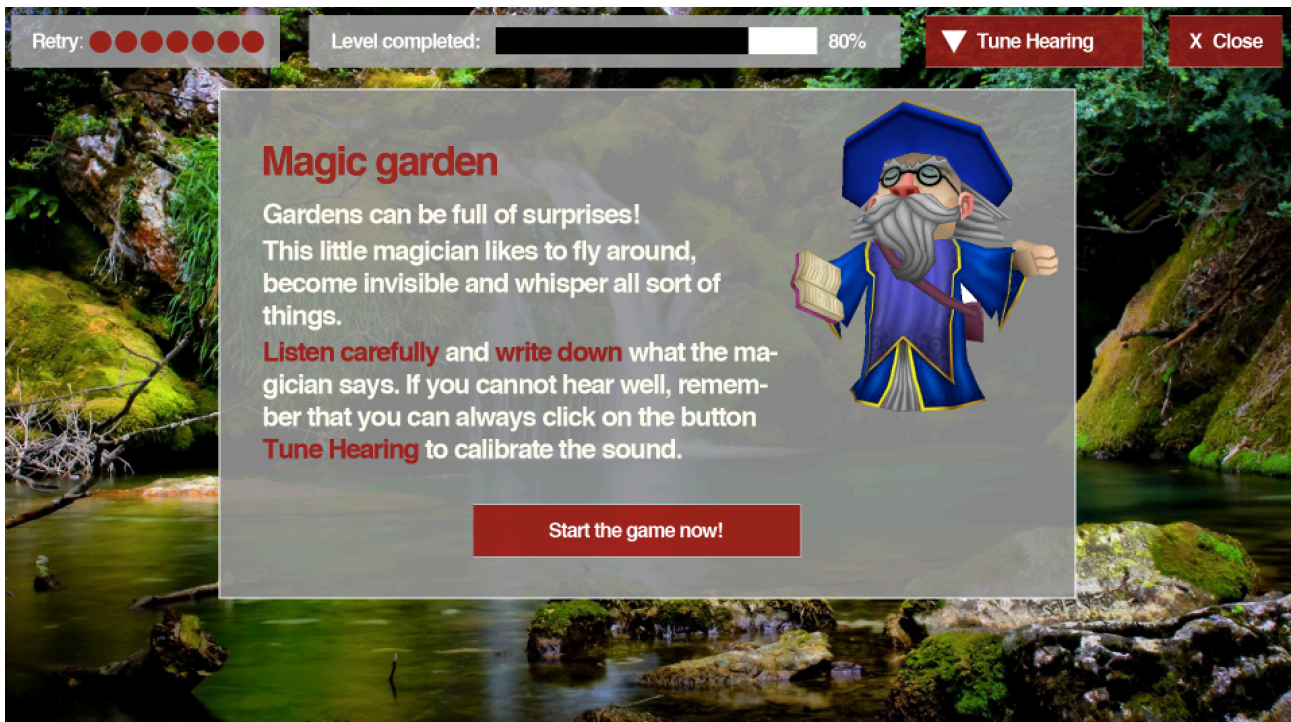 Retry:
Level completed: 80%
Tune Hearing
X Close
Magic garden
Gardens can be full of surprises!
This little magician likes to fly around,
become invisible and whisper all sort of
things.
Listen carefully and write down what the ma-
gician says. If you cannot hear well, remem-
ber that you can always click on the button
Tune Hearing to calibrate the sound.
Start the game now!